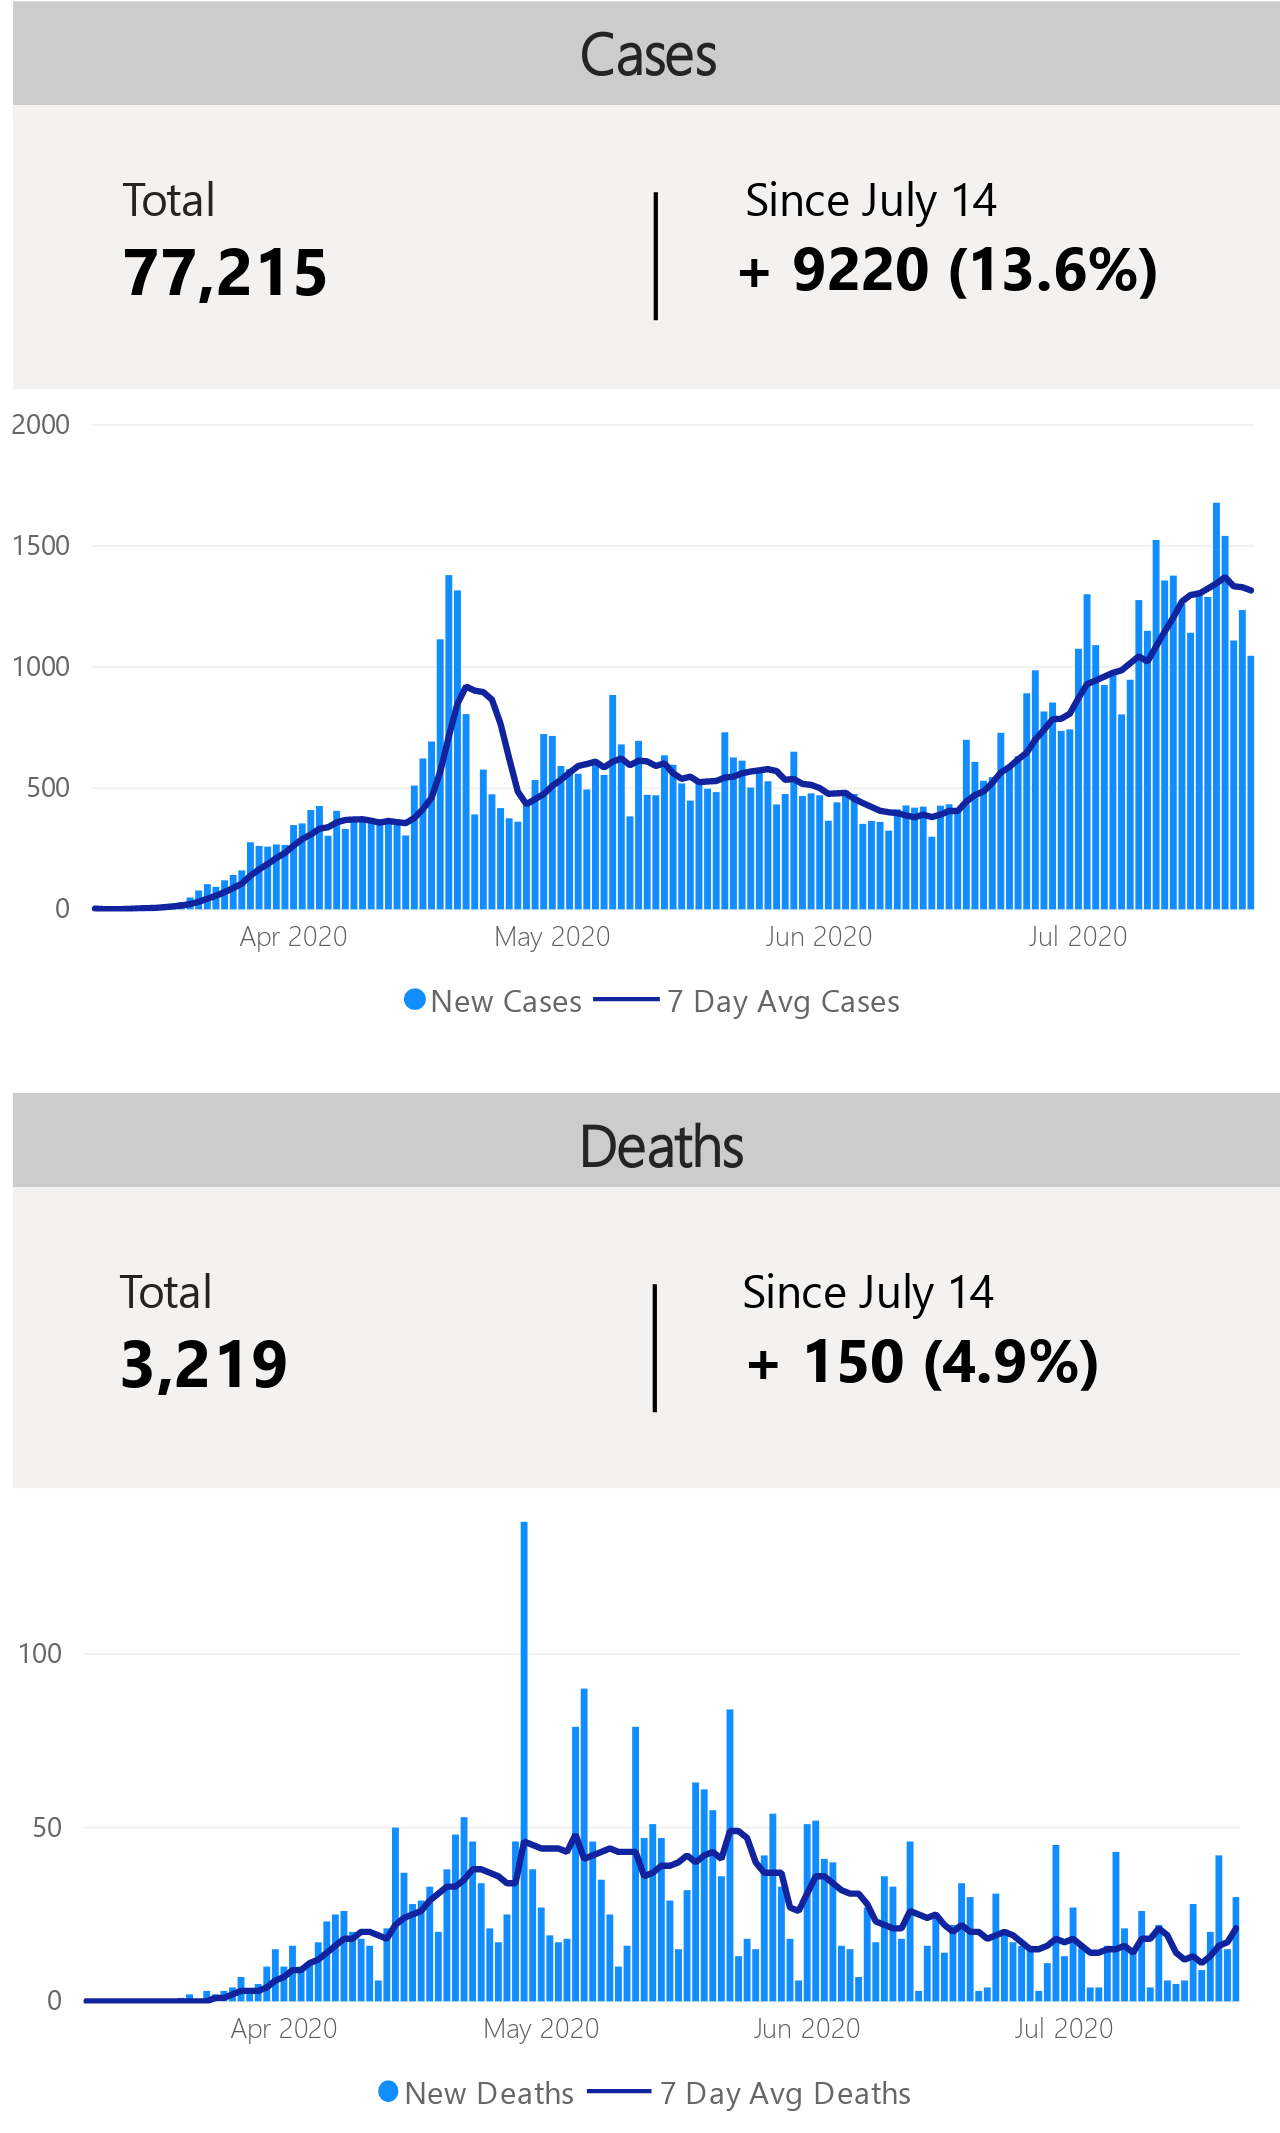 Cases
Total
Since July 14
77,215
+ 9220 (13.6%)
2000
1500
1000
500
0
Apr 2020
May 2020
Jun 2020
Jul 2020
New Cases
7 Day Avg Cases
Deaths
Total
Since July 14
3,219
+ 150 (4.9%)
100
50
0
Apr 2020
May 2020
Jun 2020
Jul 2020
New Deaths
7 Day Avg Deaths